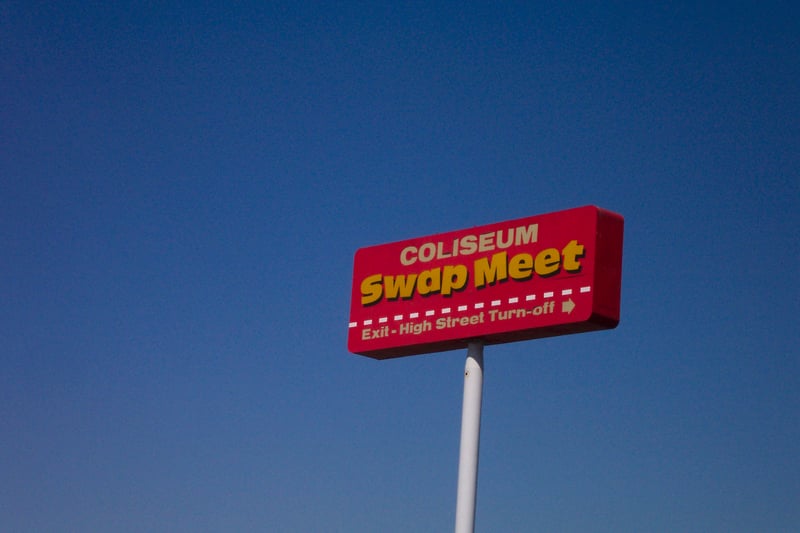 COLISEUM
Swap Meet
Exit - High Street Turn-off